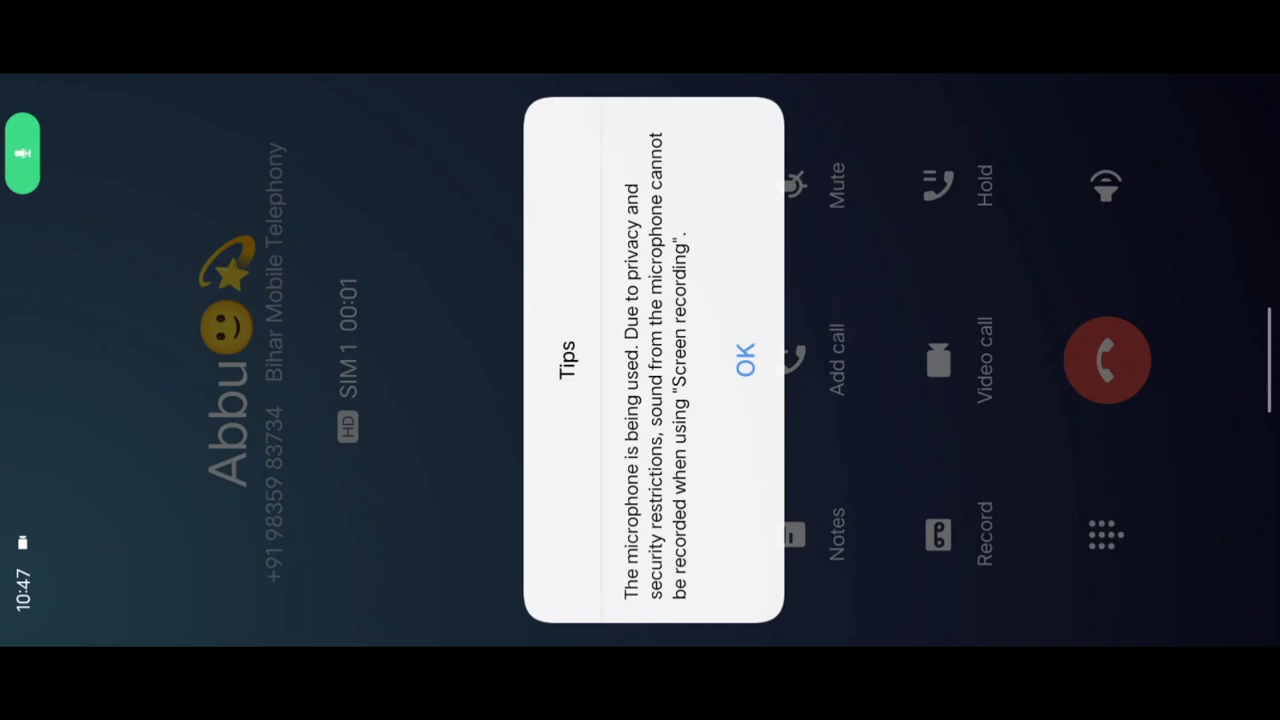 10:47
Abbu
+91 98359 83734 Bihar Mobile Telephony
HD SIM 1 00:01
Tips
The microphone is being used. Due to privacy and
security restrictions, sound from the microphone cannot
be recorded when using "Screen recording".
OK
Notes Add call Mute
Record Video call Hold